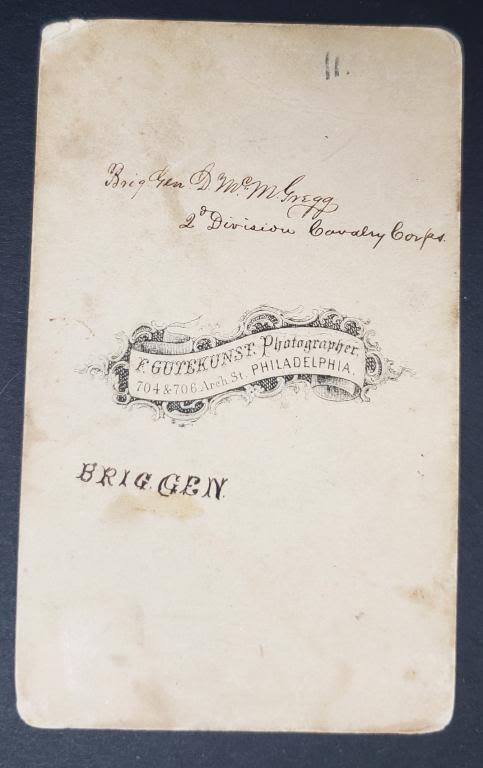 11.
Brig Gen D McM. Gregg
2d Division Cavalry Corps.
F. GUTEKUNST. Photographer.
704 & 706 Arch St. PHILADELPHIA.
BRIG. GEN.